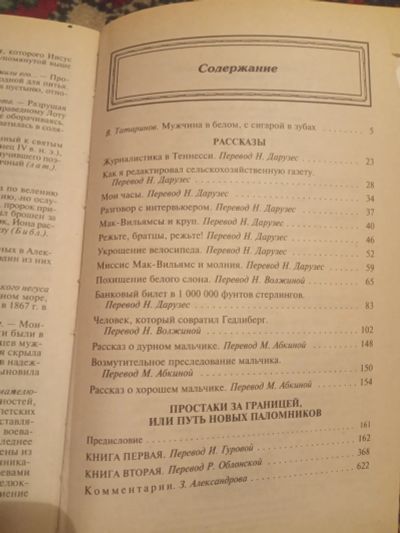 которого Иисус
упомянутой выше
Содержание
В. Татаринов. Мужчина в белом, с сигарой в зубах 5
РАССКАЗЫ
Журналистика в Теннесси. Перевод Н. Дарузес 23
Как я редактировал сельскохозяйственную газету.
Перевод Н. Дарузес 28
Мои часы. Перевод Н. Дарузес 34
Разговор с интервьюером. Перевод Н. Дарузес 37
Мак-Вильямсы и круп. Перевод Н. Дарузес 40
Режьте, братцы, режьте! Перевод Н. Дарузес 46
Укрощение велосипеда. Перевод Н. Дарузес 52
Миссис Мак-Вильямс и молния. Перевод Н. Дарузес 59
Похищение белого слона. Перевод Н. Волжиной 65
Банковый билет в 1 000 000 фунтов стерлингов.
Перевод Н. Дарузес 83
Человек, который совратил Гедлиберг.
Перевод Н. Волжиной 102
Рассказ о дурном мальчике. Перевод М. Абкиной 148
Возмутительное преследование мальчика.
Перевод М. Абкиной 150
Рассказ о хорошем мальчике. Перевод М. Абкиной 154
ПРОСТАКИ ЗА ГРАНИЦЕЙ,
ИЛИ ПУТЬ НОВЫХ ПАЛОМНИКОВ
Предисловие 161
КНИГА ПЕРВАЯ. Перевод И. Гуровой 162
КНИГА ВТОРАЯ. Перевод Р. Облонской 368
Комментарии. З. Александрова 622